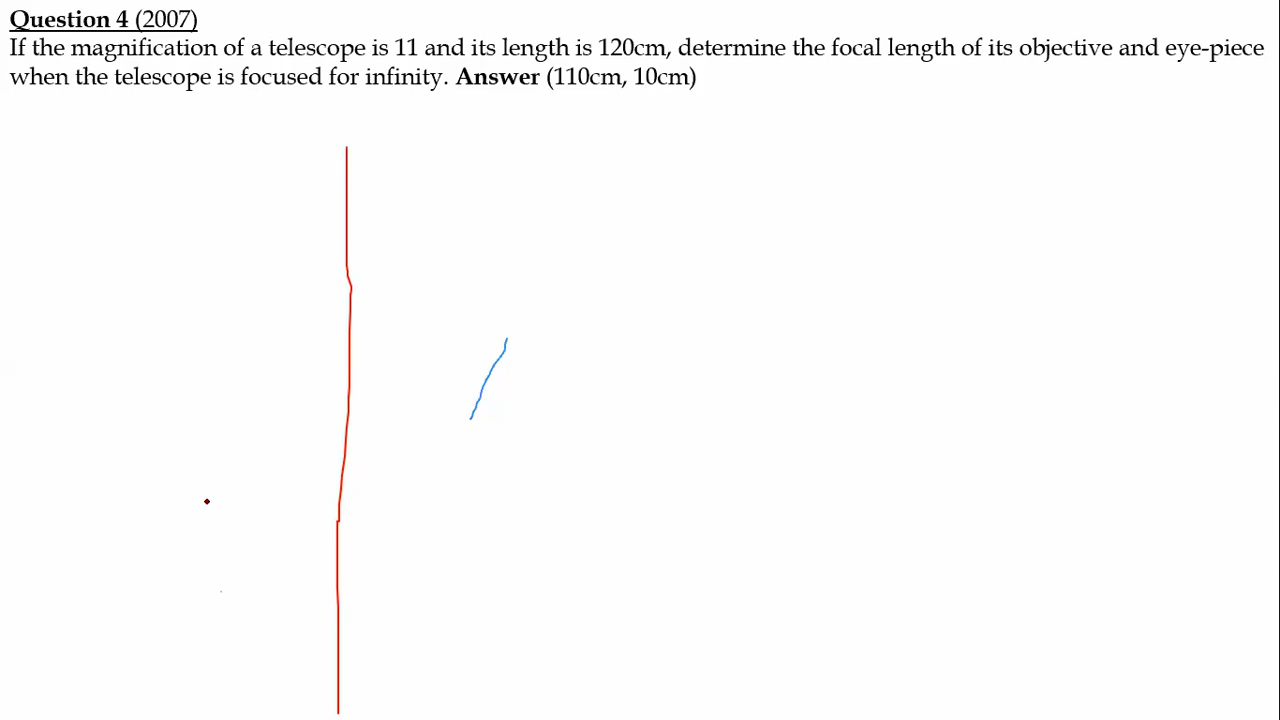 Question 4 (2007)
If the magnification of a telescope is 11 and its length is 120cm, determine the focal length of its objective and eye-piece
when the telescope is focused for infinity. Answer (110cm, 10cm)